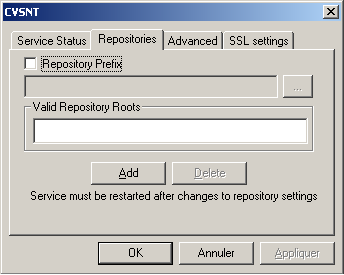 CVSNT
Service Status Repositories Advanced SSL settings
Repository Prefix
...
Valid Repository Roots
Add Delete
Service must be restarted after changes to repository settings
OK Annuler Appliquer